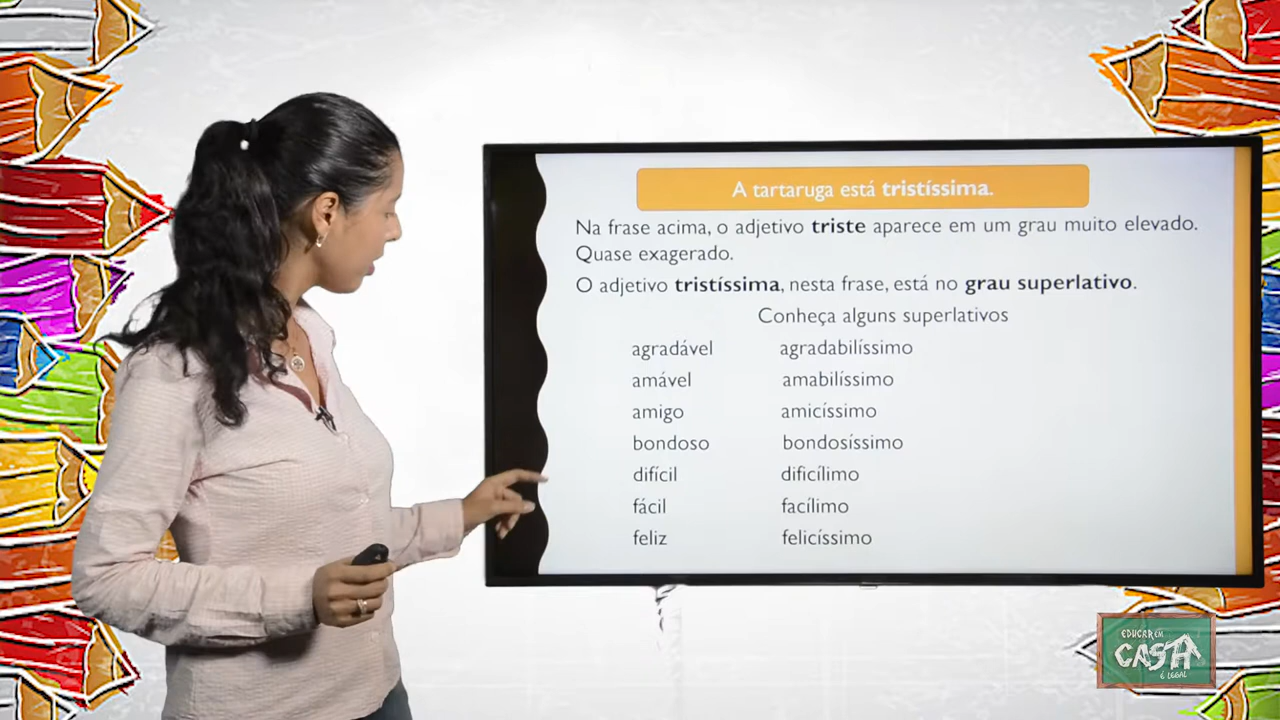 A tartaruga está tristíssima.
Na frase acima, o adjetivo triste aparece em um grau muito elevado.
Quase exagerado.
O adjetivo tristíssima, nesta frase, está no grau superlativo.
Conheça alguns superlativos
agradável agradabilíssimo
amável amabilíssimo
amigo amicíssimo
bondoso bondosíssimo
difícil dificílimo
fácil facílimo
feliz felicíssimo
EDUCAR EM
CASA
É LEGAL